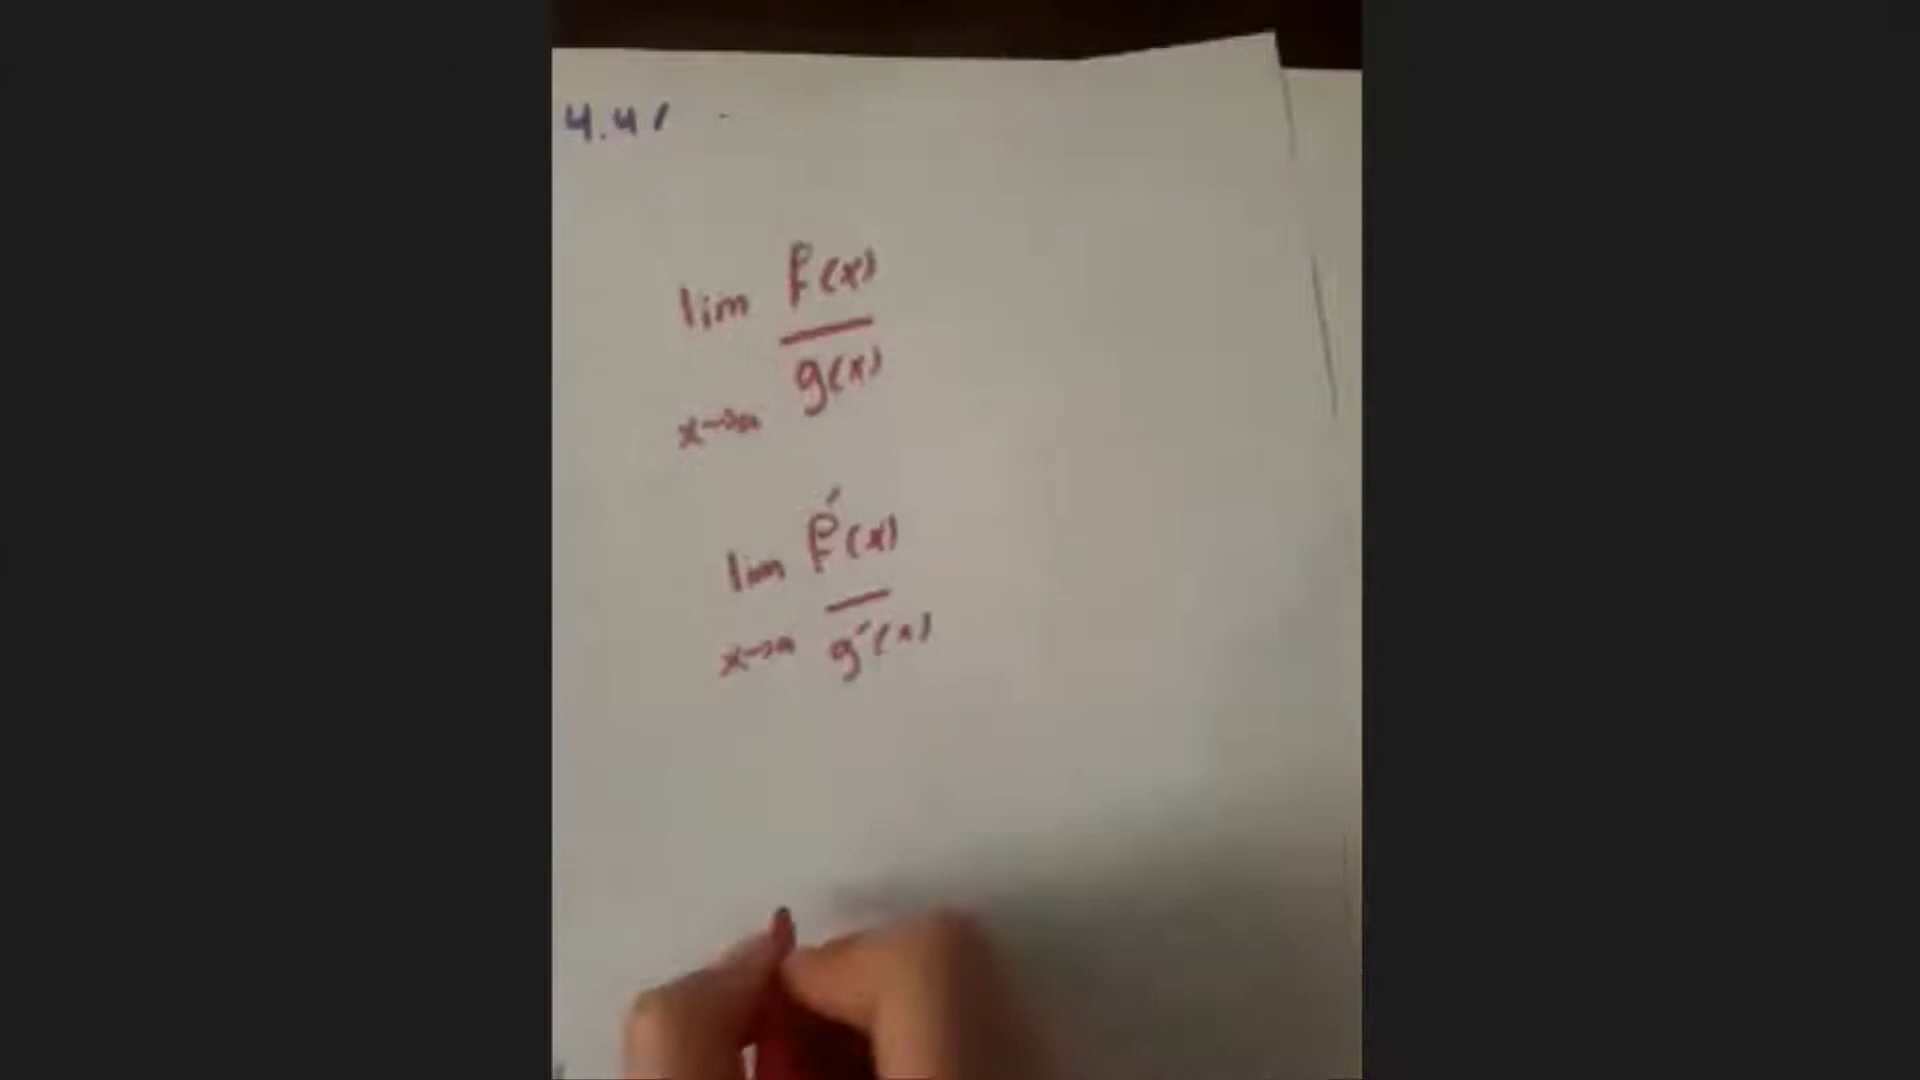 4.4/
lim f(x)
g(x)
x→a
lim f'(x)
x→a g'(x)